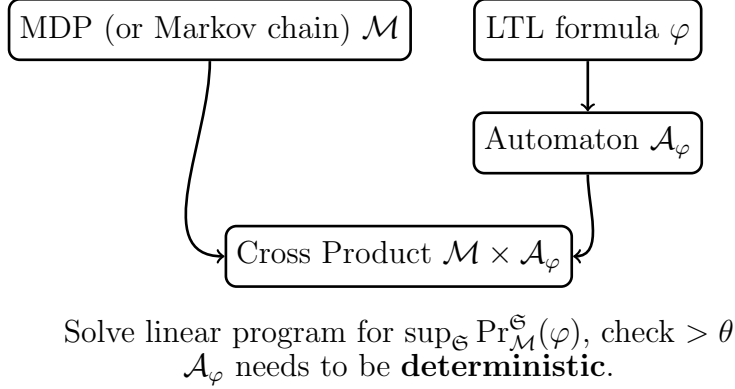 MDP (or Markov chain) ℳ
LTL formula φ
Automaton 𝒜_φ
Cross Product ℳ × 𝒜_φ
Solve linear program for sup_𝔖 Pr^𝔖_ℳ(φ), check > θ
𝒜_φ needs to be deterministic.